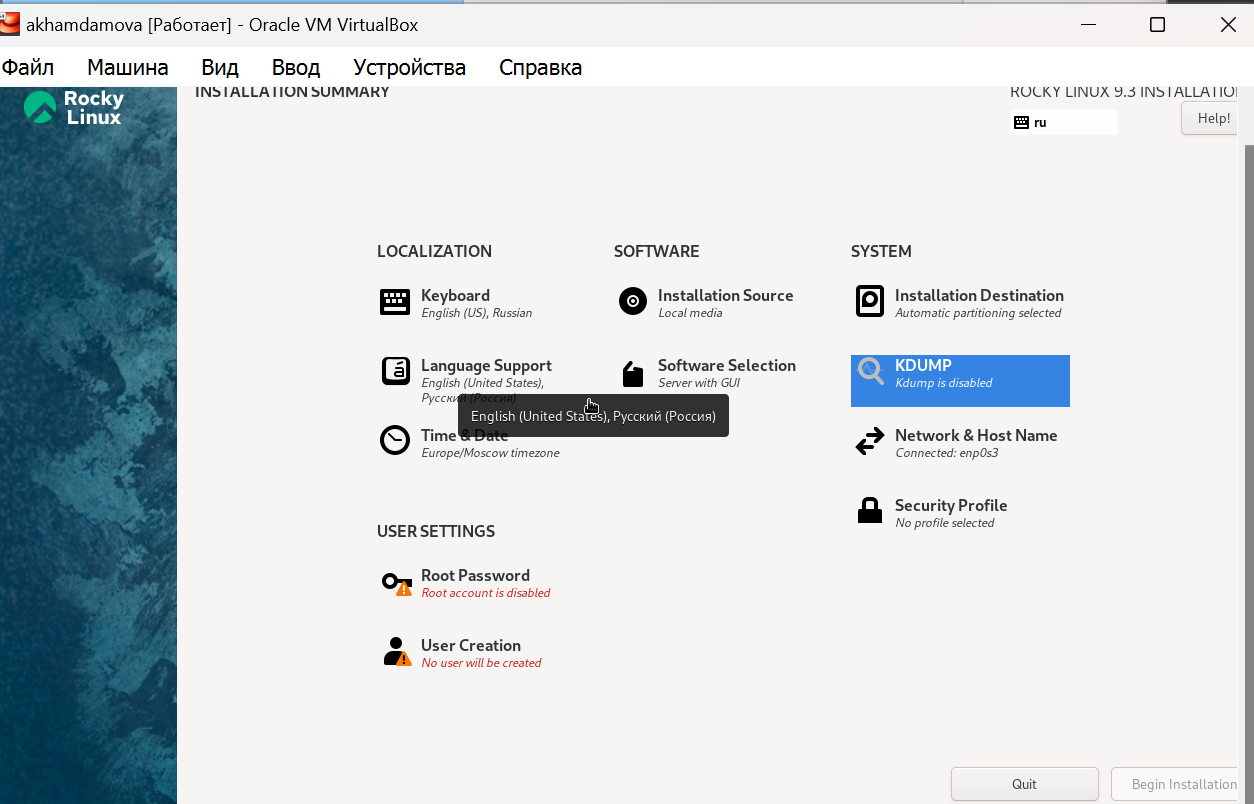 akhamdamova [Работает] - Oracle VM VirtualBox
Файл Машина Вид Ввод Устройства Справка
Rocky
Linux
INSTALLATION SUMMARY
ROCKY LINUX 9.3 INSTALLATIO
ru
Help!
LOCALIZATION
Keyboard
English (US), Russian
Language Support
English (United States),
Русский (Россия)
English (United States), Русский (Россия)
Time & Date
Europe/Moscow timezone
SOFTWARE
Installation Source
Local media
Software Selection
Server with GUI
SYSTEM
Installation Destination
Automatic partitioning selected
KDUMP
Kdump is disabled
Network & Host Name
Connected: enp0s3
Security Profile
No profile selected
USER SETTINGS
Root Password
Root account is disabled
User Creation
No user will be created
Quit
Begin Installation